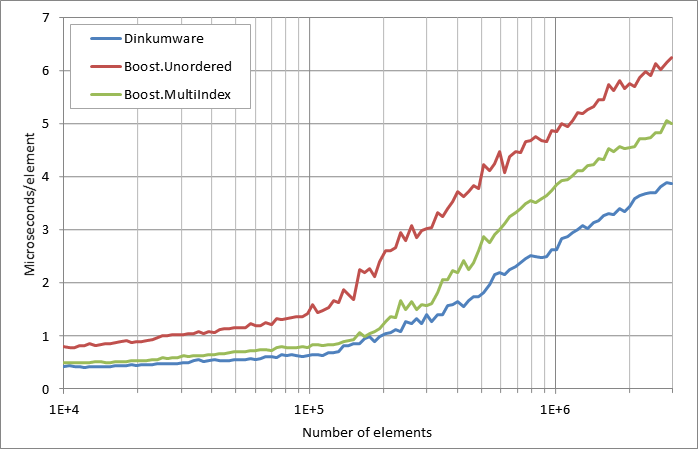 7
6
5
4
3
2
1
0
Microseconds/element
Dinkumware
Boost.Unordered
Boost.MultiIndex
1E+4 1E+5 1E+6
Number of elements